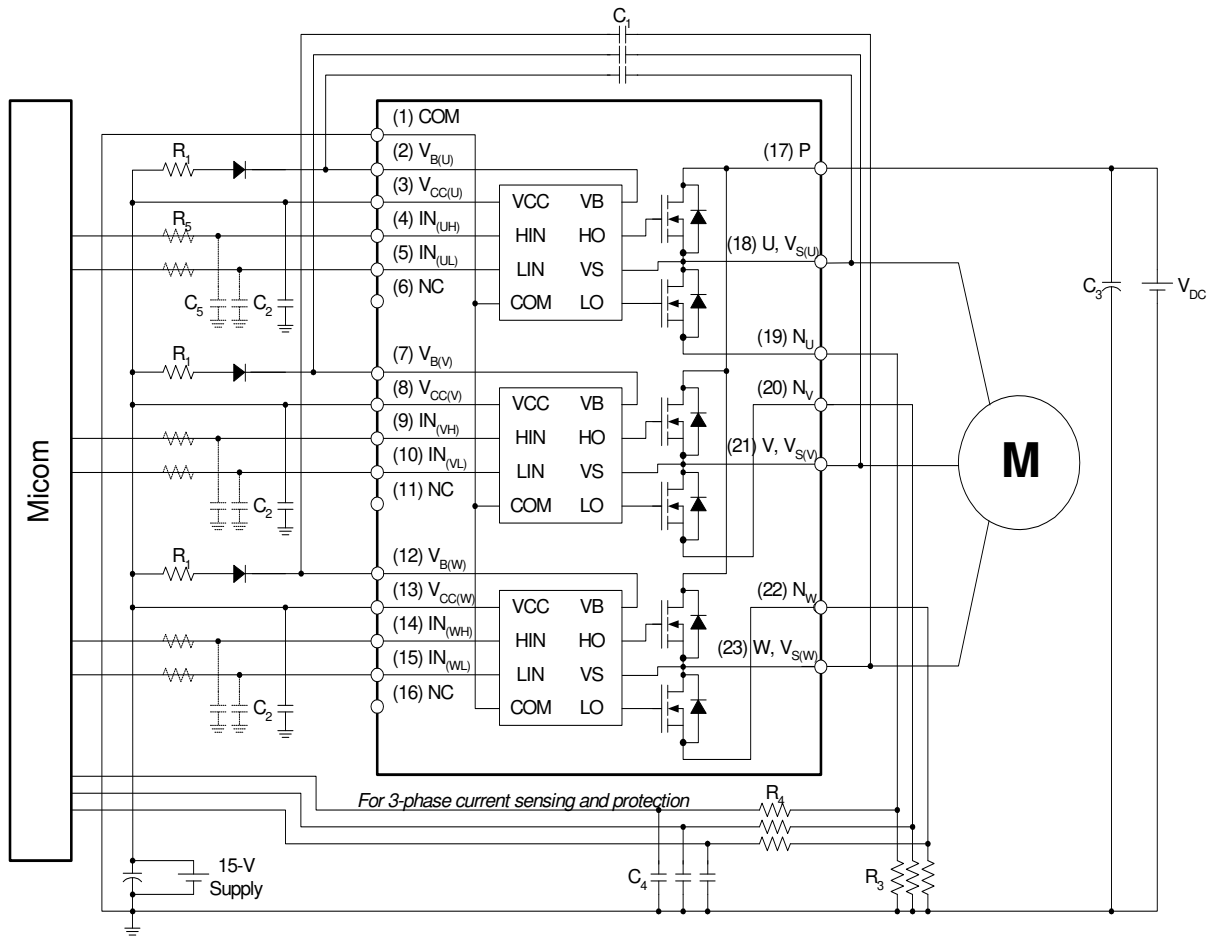 C1
Micom
(1) COM
(2) VB(U)
(3) VCC(U)
(4) IN(UH)
(5) IN(UL)
(6) NC
(7) VB(V)
(8) VCC(V)
(9) IN(VH)
(10) IN(VL)
(11) NC
(12) VB(W)
(13) VCC(W)
(14) IN(WH)
(15) IN(WL)
(16) NC
R1
R5
C5 C2
R1
C2
R1
C2
VCC VB
HIN HO
LIN VS
COM LO
VCC VB
HIN HO
LIN VS
COM LO
VCC VB
HIN HO
LIN VS
COM LO
(17) P
(18) U, VS(U)
(19) NU
(20) NV
(21) V, VS(V)
(22) NW
(23) W, VS(W)
C3
VDC
M
For 3-phase current sensing and protection
R4
15-V
Supply
C4
R3